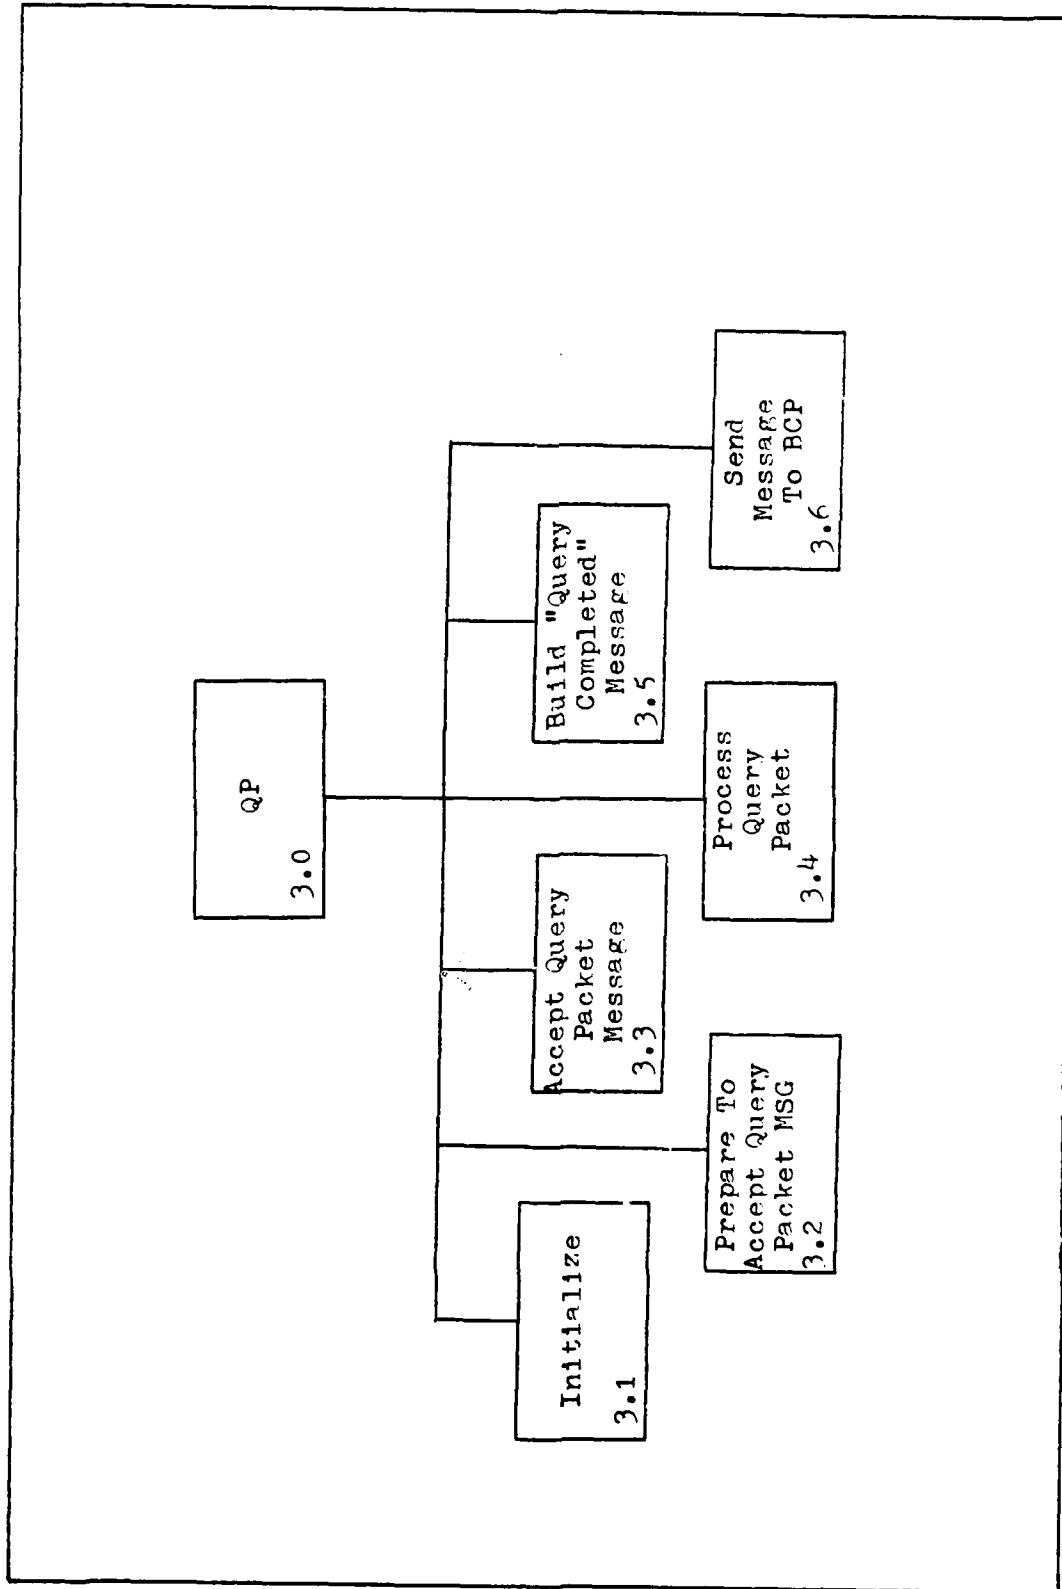 QP
3.0
Initialize
3.1
Prepare To
Accept Query
Packet MSG
3.2
Accept Query
Packet
Message
3.3
Process
Query
Packet
3.4
Build "Query
Completed"
Message
3.5
Send
Message
To BCP
3.6